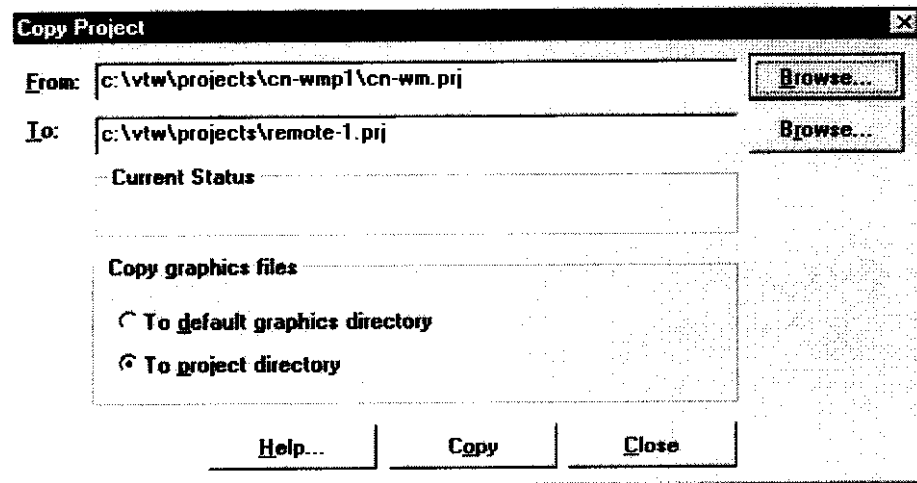 Copy Project
From: c:\vtw\projects\cn-wmp1\cn-wm.prj Browse...
To: c:\vtw\projects\remote-1.prj Browse...
Current Status
Copy graphics files
To default graphics directory
To project directory
Help... Copy Close